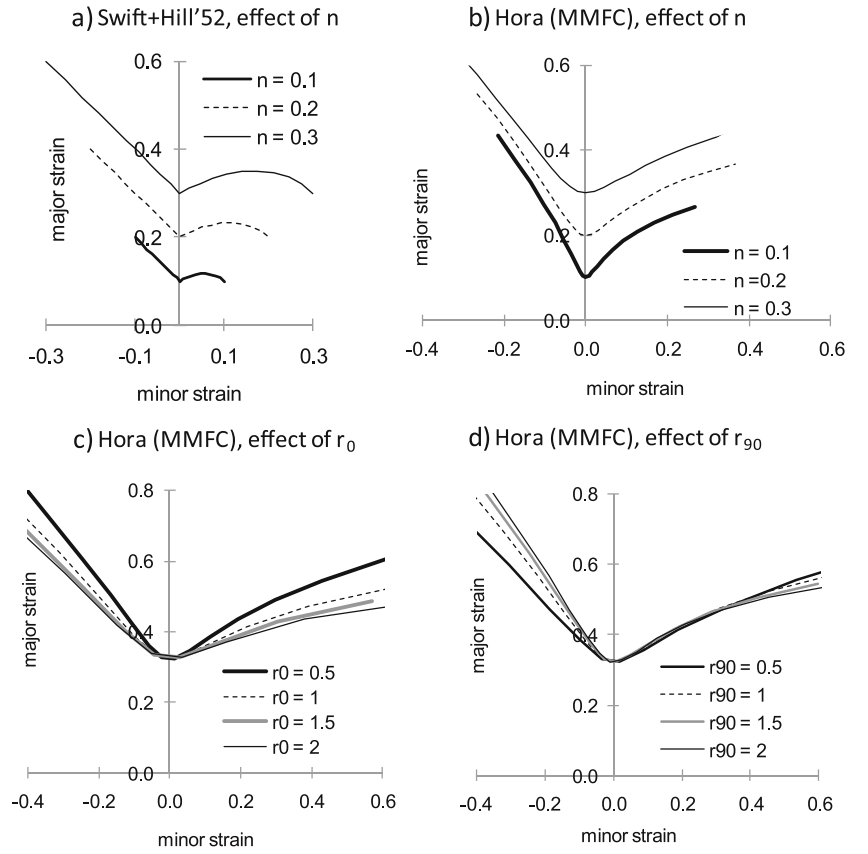 a) Swift+Hill'52, effect of n
0.6
n = 0.1
n = 0.2
n = 0.3
0.4
0.2
0.0
-0.3
-0.1
0.1
0.3
major strain
minor strain
b) Hora (MMFC), effect of n
0.6
0.4
0.2
n = 0.1
n =0.2
n = 0.3
0.0
-0.4
-0.2
0.0
0.2
0.4
0.6
major strain
minor strain
c) Hora (MMFC), effect of r0
0.8
0.6
0.4
r0 = 0.5
r0 = 1
r0 = 1.5
r0 = 2
0.2
0.0
-0.4
-0.2
0.0
0.2
0.4
0.6
major strain
minor strain
d) Hora (MMFC), effect of r90
0.8
0.6
0.4
r90 = 0.5
r90 = 1
r90 = 1.5
r90 = 2
0.2
0.0
-0.4
-0.2
0.0
0.2
0.4
0.6
major strain
minor strain